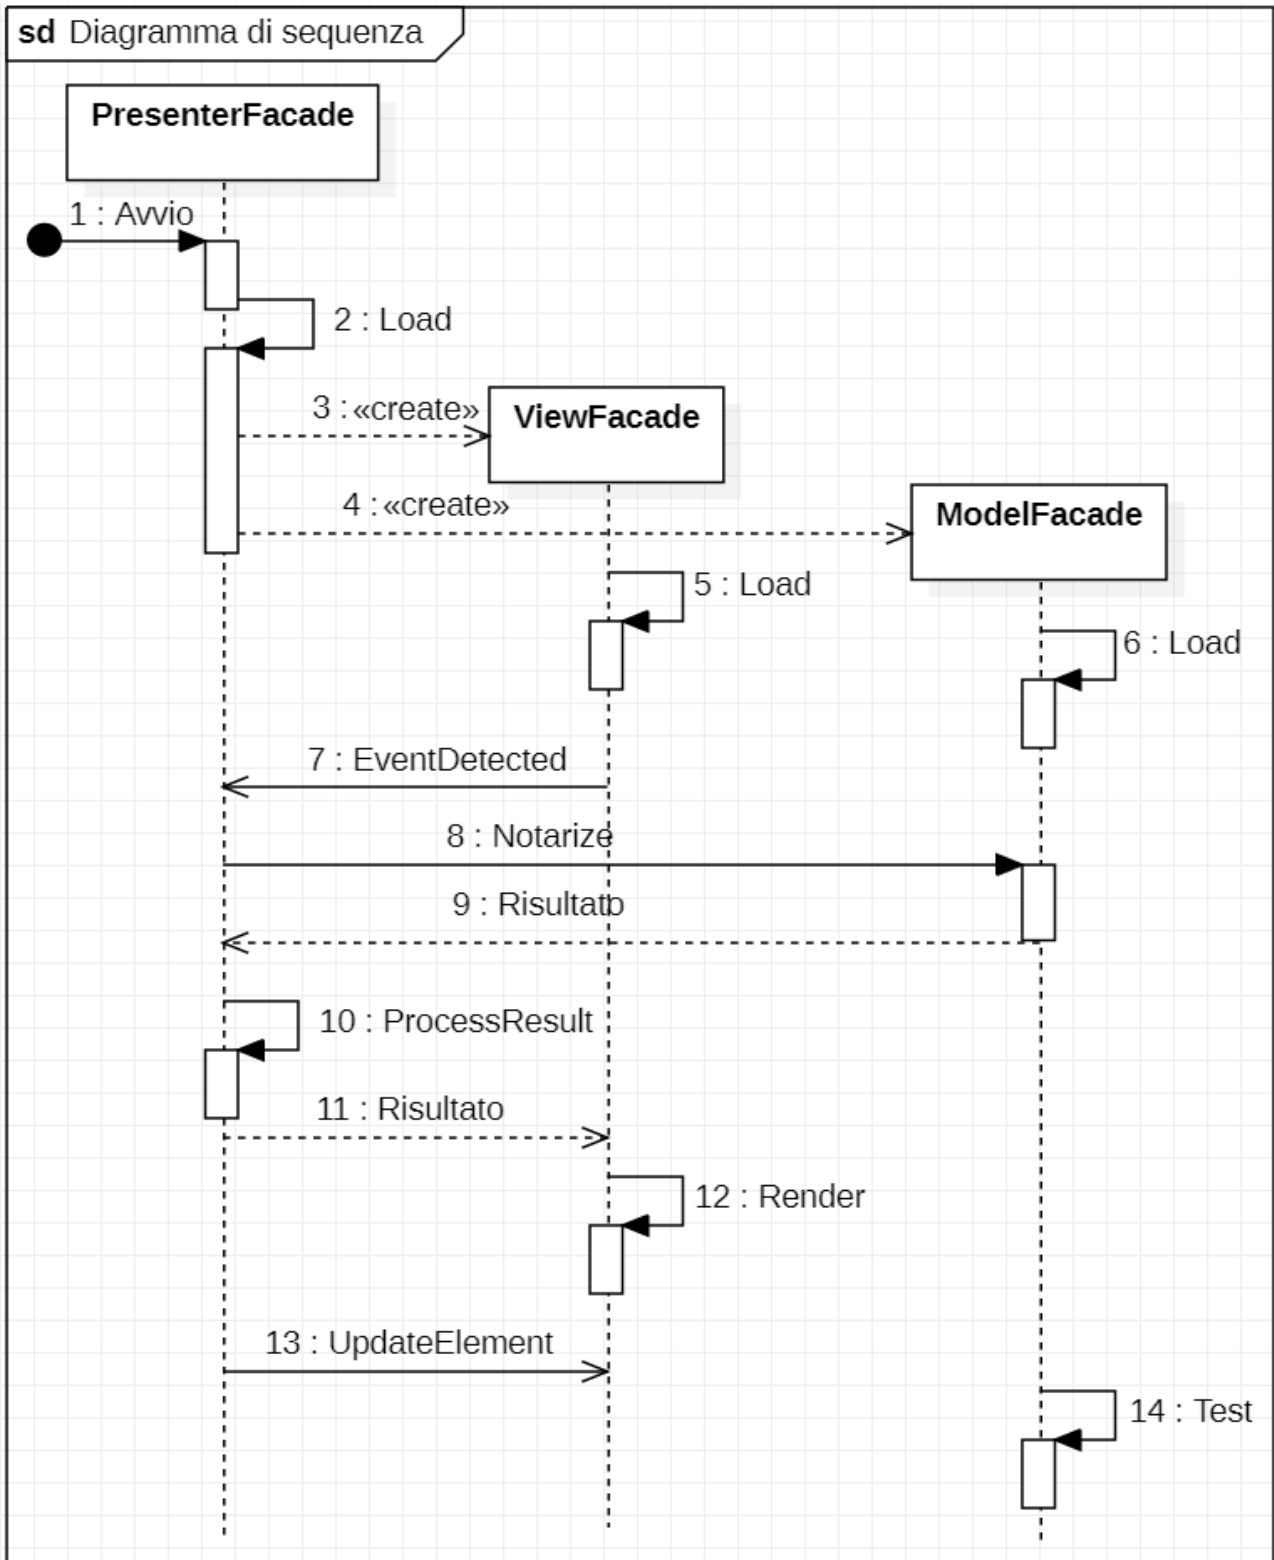 sd Diagramma di sequenza
PresenterFacade
1 : Avvio
2 : Load
3 : «create»
ViewFacade
4 : «create»
ModelFacade
5 : Load
6 : Load
7 : EventDetected
8 : Notarize
9 : Risultato
10 : ProcessResult
11 : Risultato
12 : Render
13 : UpdateElement
14 : Test